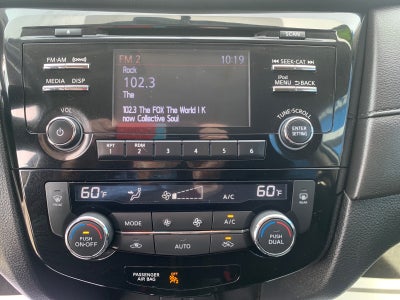 SCAN
FM·AM
MEDIA DISP
FM 2 10:19
Rock
102.3
The
102.3 The FOX The World I K
now Collective Soul
SEEK·CAT
iPod
MENU BACK
VOL
TUNE·SCROLL
ENTER
SETTING
RPT
1
RDM
2
3
4
5
6
60°F
A/C
60°F
PUSH
ON·OFF
MODE
A/C
AUTO
PUSH
DUAL
REAR
PASSENGER
AIR BAG
OFF